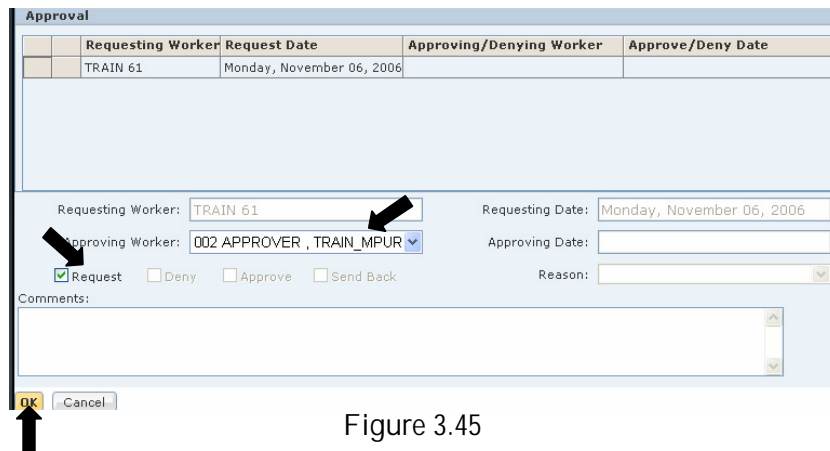 Approval
Requesting Worker Request Date Approving/Denying Worker Approve/Deny Date
TRAIN 61 Monday, November 06, 2006
Requesting Worker: TRAIN 61 Requesting Date: Monday, November 06, 2006
Approving Worker: 002 APPROVER , TRAIN_MPUR Approving Date:
Request Deny Approve Send Back Reason:
Comments:
OK Cancel
Figure 3.45